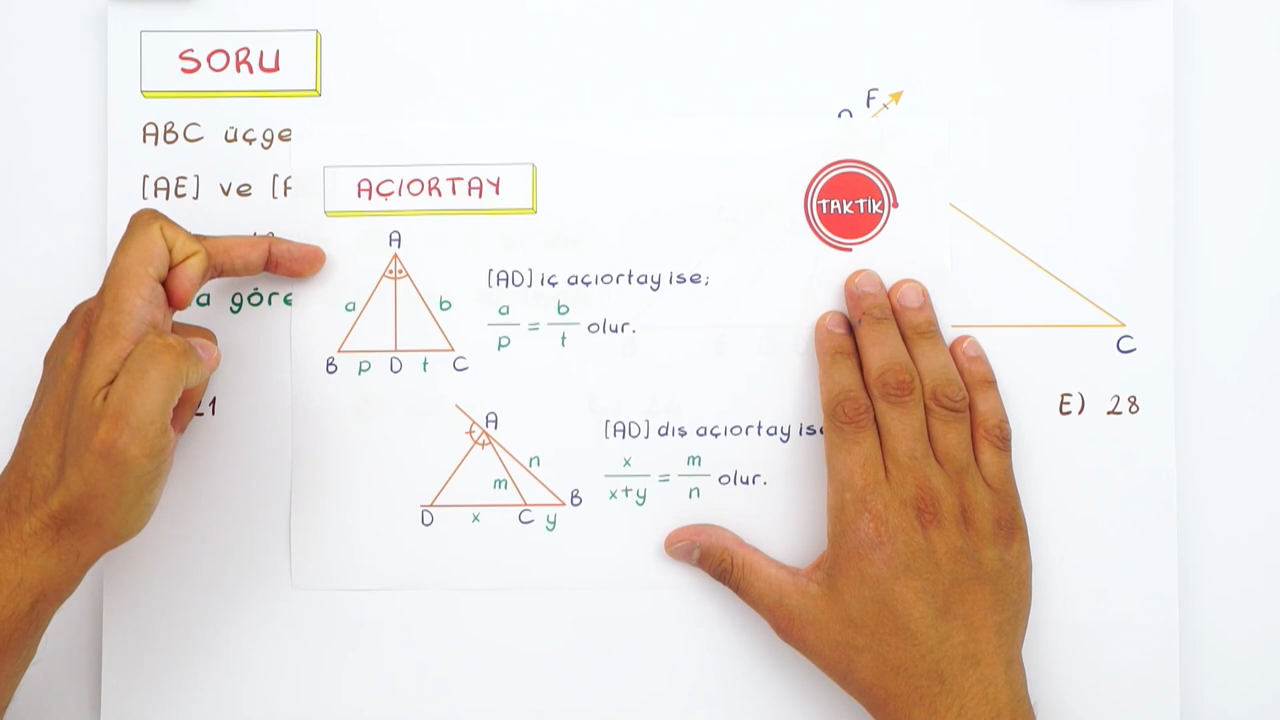 SORU
ABC üçge
[AE] ve [F
a göre
21
E) 28
F
C
TAKTİK
AÇIORTAY
A
a b
B p D t C
[AD] iç açıortay ise;
a/p = b/t olur.
A
n
m
B
D x C y
[AD] dış açıortay ise
x/x+y = m/n olur.